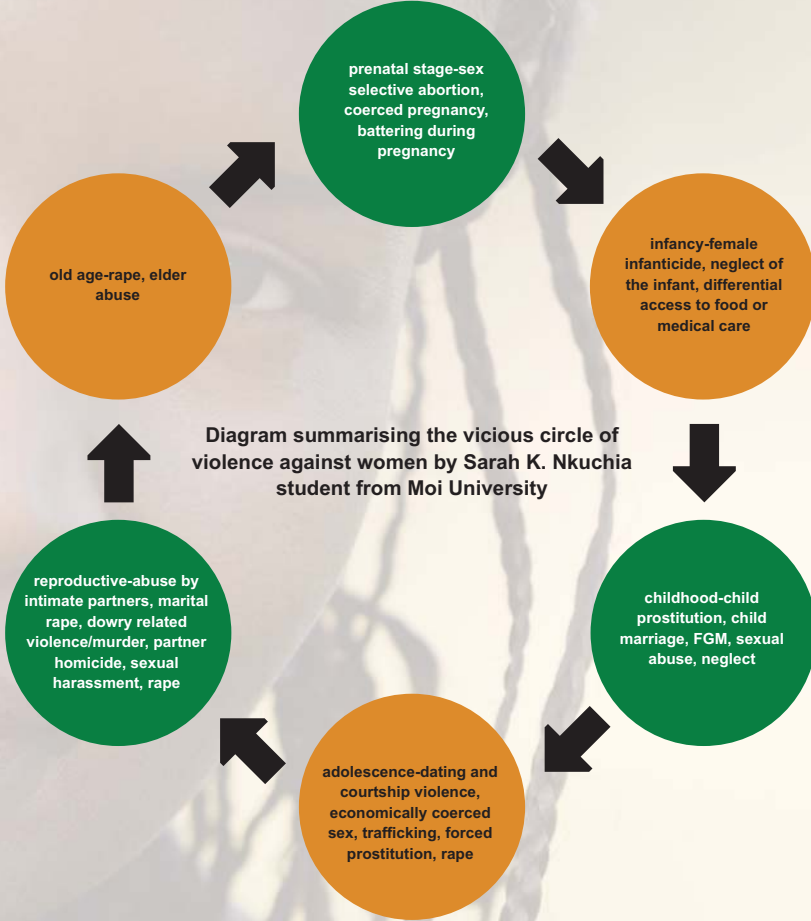 prenatal stage-sex
selective abortion,
coerced pregnancy,
battering during
pregnancy
infancy-female
infanticide, neglect of
the infant, differential
access to food or
medical care
childhood-child
prostitution, child
marriage, FGM, sexual
abuse, neglect
adolescence-dating and
courtship violence,
economically coerced
sex, trafficking, forced
prostitution, rape
reproductive-abuse by
intimate partners, marital
rape, dowry related
violence/murder, partner
homicide, sexual
harassment, rape
old age-rape, elder
abuse
Diagram summarising the vicious circle of
violence against women by Sarah K. Nkuchia
student from Moi University